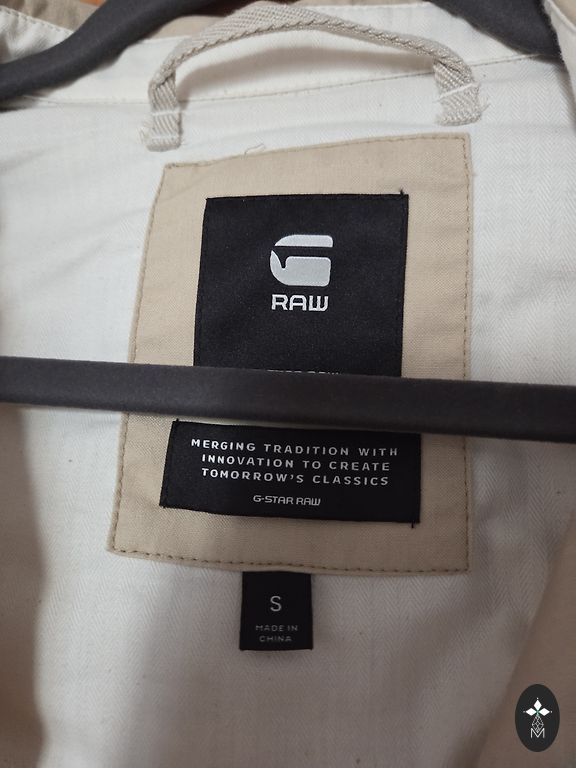 RAW
MERGING TRADITION WITH
INNOVATION TO CREATE
TOMORROW'S CLASSICS
G-STAR RAW
S
MADE IN
CHINA